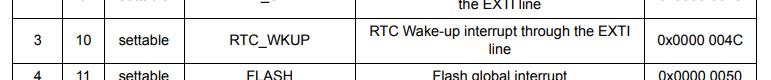 the EXTI line
3 10 settable RTC_WKUP RTC Wake-up interrupt through the EXTI line 0x0000 004C
4 11 settable FLASH Flash global interrupt 0x0000 0050